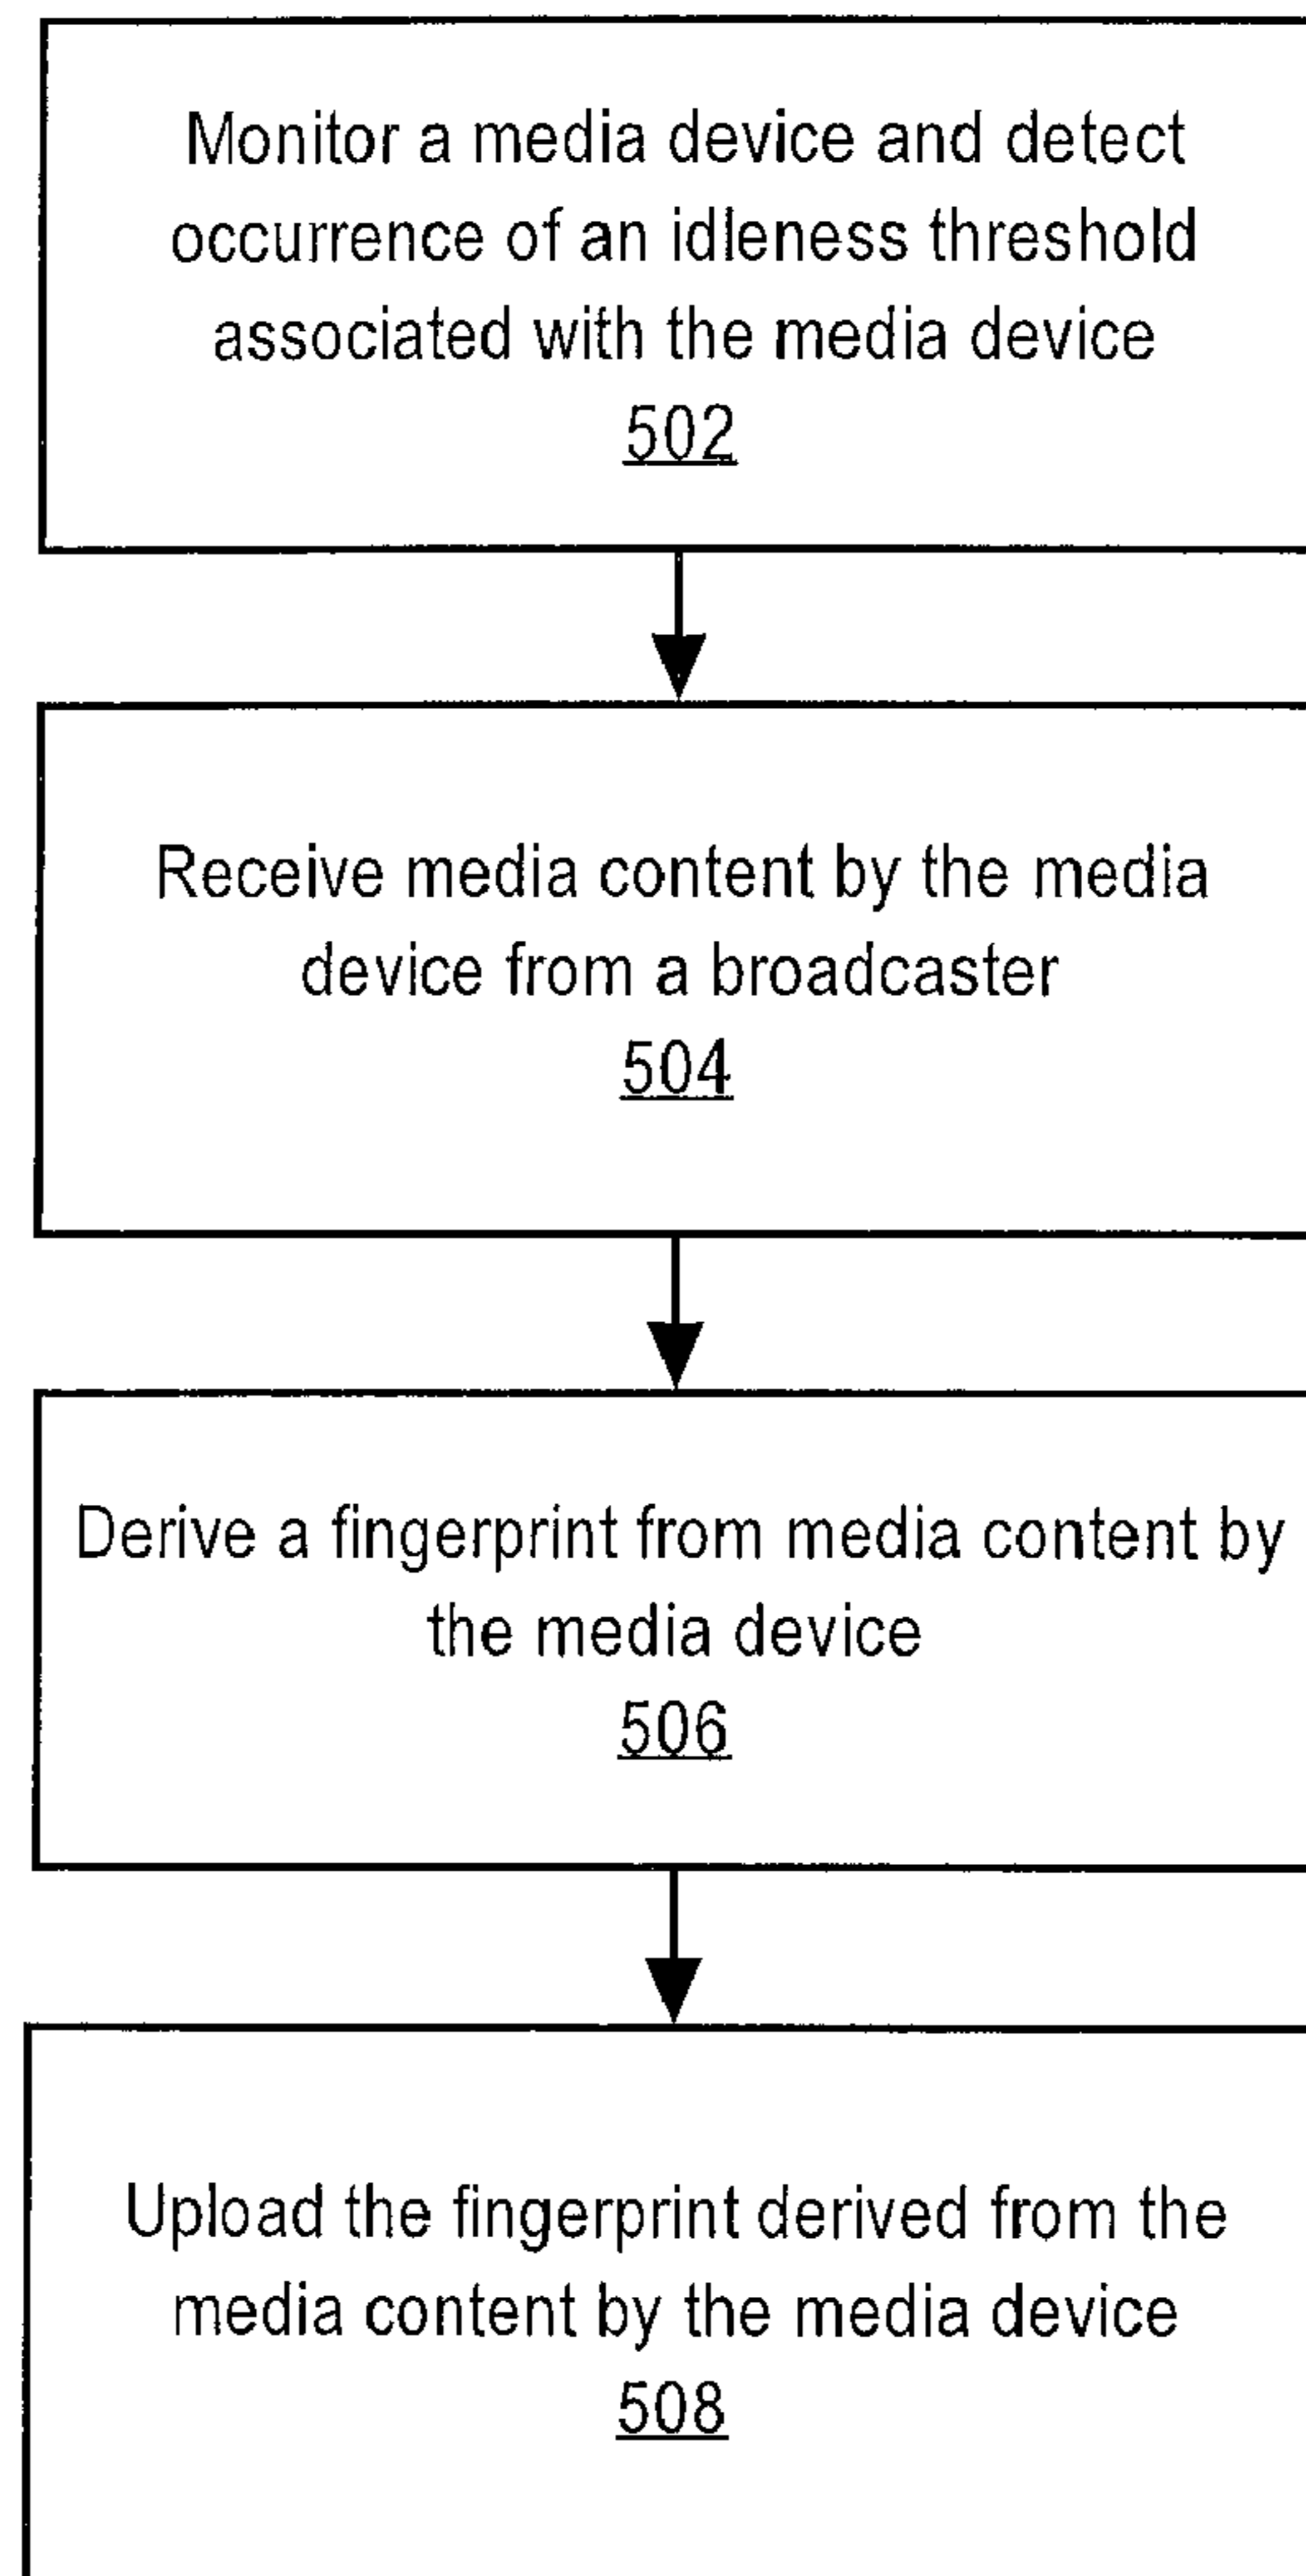 Monitor a media device and detect
occurrence of an idleness threshold
associated with the media device
502
Receive media content by the media
device from a broadcaster
504
Derive a fingerprint from media content by
the media device
506
Upload the fingerprint derived from the
media content by the media device
508